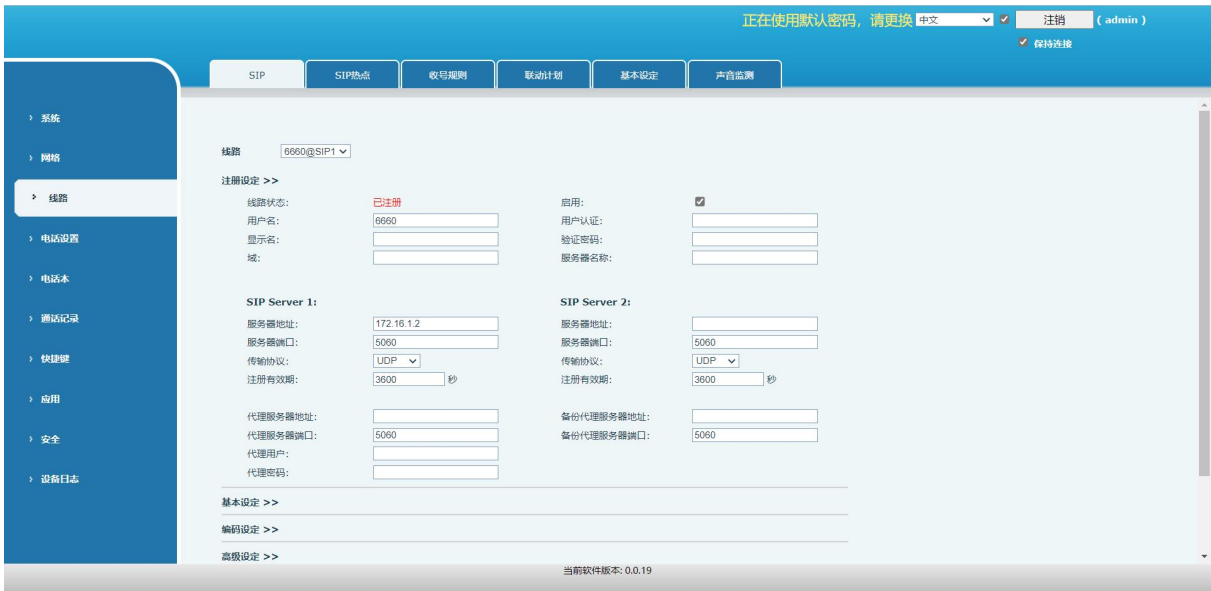 正在使用默认密码，请更换 中文 注销 ( admin )
保持连接
SIP SIP热点 收号规则 联动计划 基本设定 声音监测
› 系统
› 网络
› 线路
› 电话设置
› 电话本
› 通话记录
› 快捷键
› 应用
› 安全
› 设备日志
线路 6660@SIP1
注册设定 >>
线路状态: 已注册 启用:
用户名: 6660 用户认证:
显示名: 验证密码:
域: 服务器名称:
SIP Server 1: SIP Server 2:
服务器地址: 172.16.1.2 服务器地址:
服务器端口: 5060 服务器端口: 5060
传输协议: UDP 传输协议: UDP
注册有效期: 3600 秒 注册有效期: 3600 秒
代理服务器地址: 备份代理服务器地址:
代理服务器端口: 5060 备份代理服务器端口: 5060
代理用户:
代理密码:
基本设定 >>
编码设定 >>
高级设定 >>
当前软件版本: 0.0.19